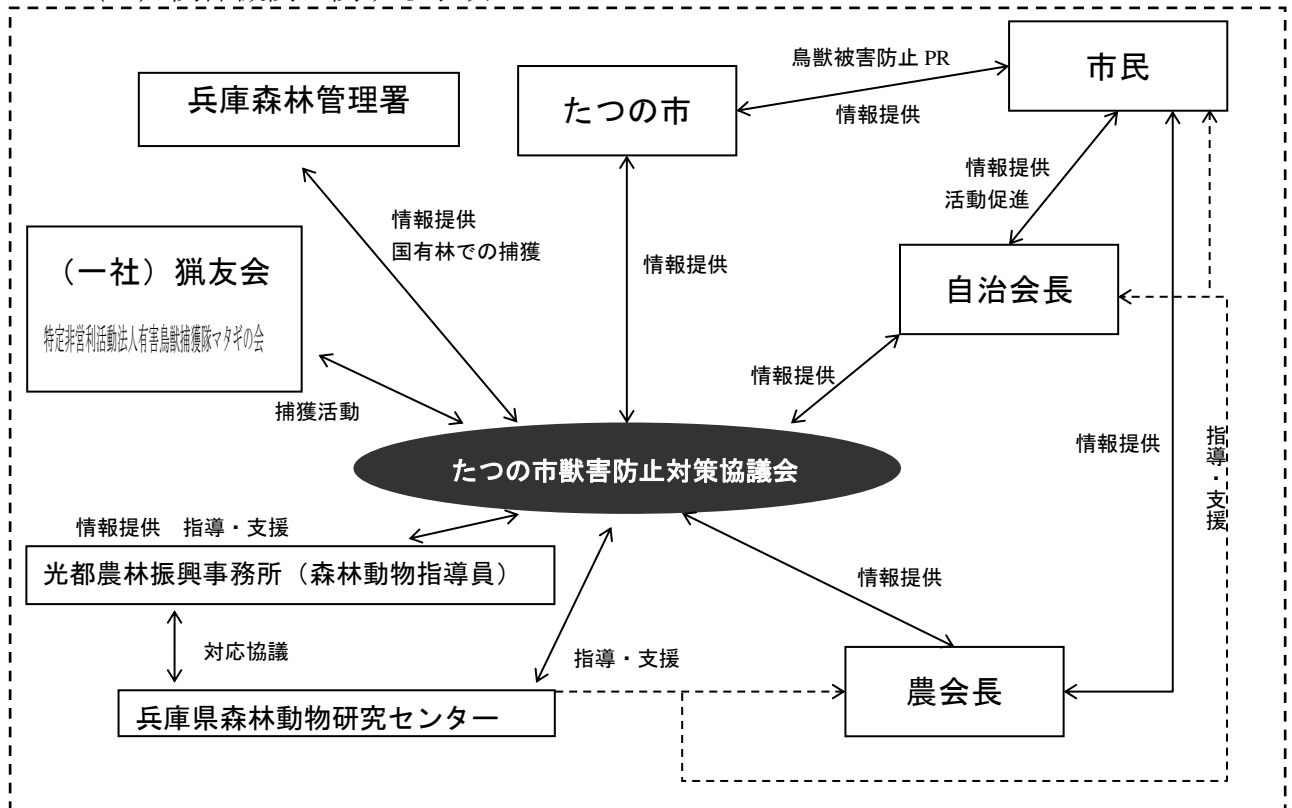 鳥獣被害防止 PR
市民
兵庫森林管理署
たつの市
情報提供
情報提供
活動促進
情報提供
国有林での捕獲
(一社)猟友会
特定非営利活動法人有害鳥獣捕獲隊マタギの会
情報提供
自治会長
情報提供
捕獲活動
情報提供
指導・支援
たつの市獣害防止対策協議会
情報提供 指導・支援
光都農林振興事務所(森林動物指導員)
情報提供
対応協議
指導・支援
農会長
兵庫県森林動物研究センター